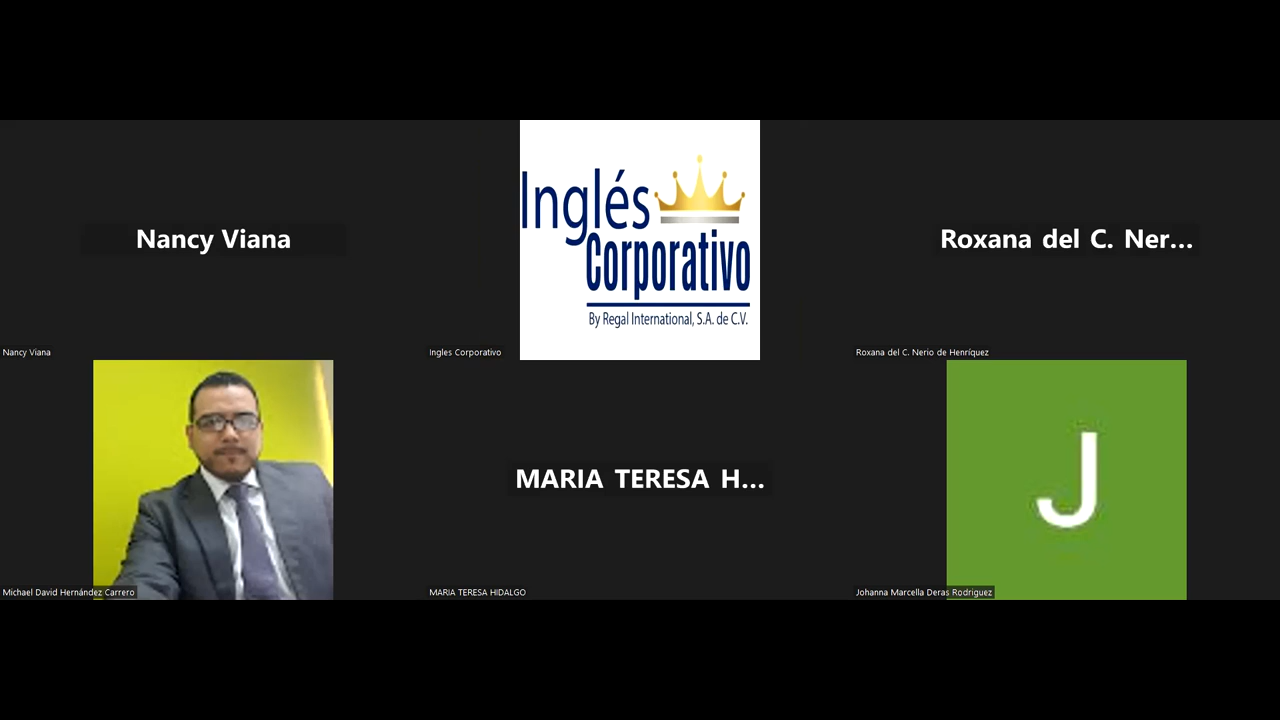 Nancy Viana
Nancy Viana
Inglés
Corporativo
By Regal International, S.A. de C.V.
Ingles Corporativo
Roxana del C. Ner...
Roxana del C. Nerio de Henríquez
Michael David Hernández Carrero
MARIA TERESA H...
MARIA TERESA HIDALGO
J
Johanna Marcella Deras Rodriguez